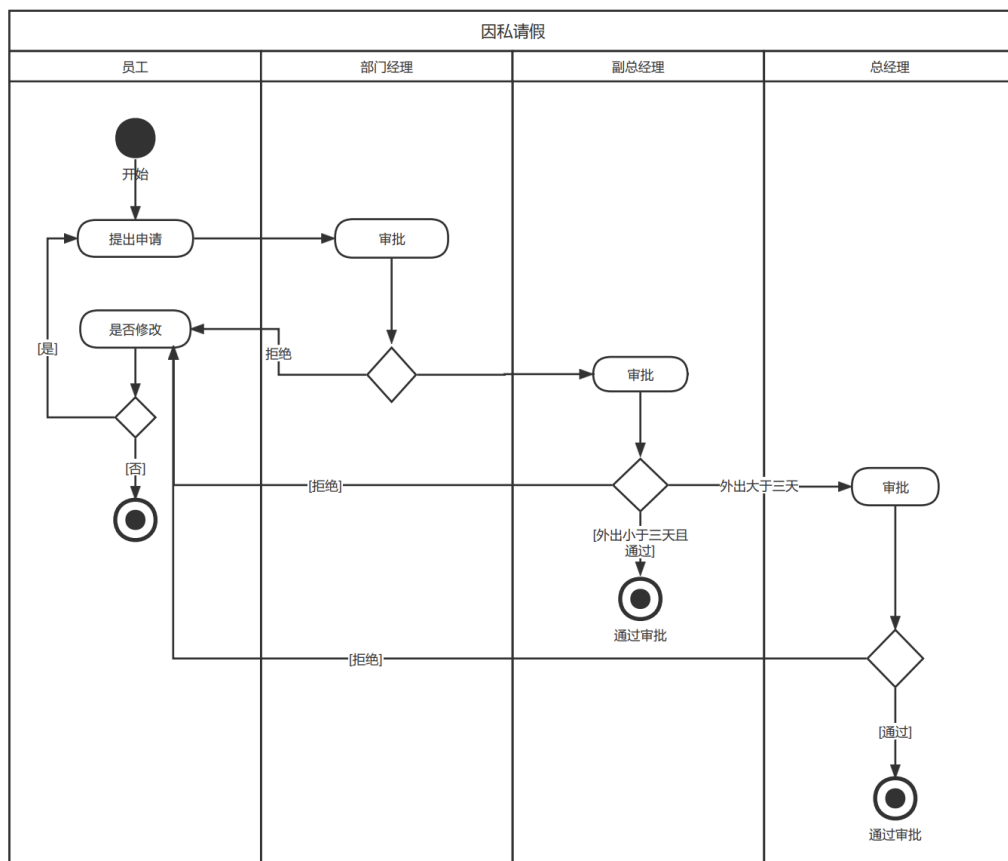 因私请假
员工
部门经理
副总经理
总经理
开始
提出申请
审批
是否修改
[是]
拒绝
审批
[否]
[拒绝]
外出大于三天
审批
[外出小于三天且
通过]
通过审批
[拒绝]
[通过]
通过审批